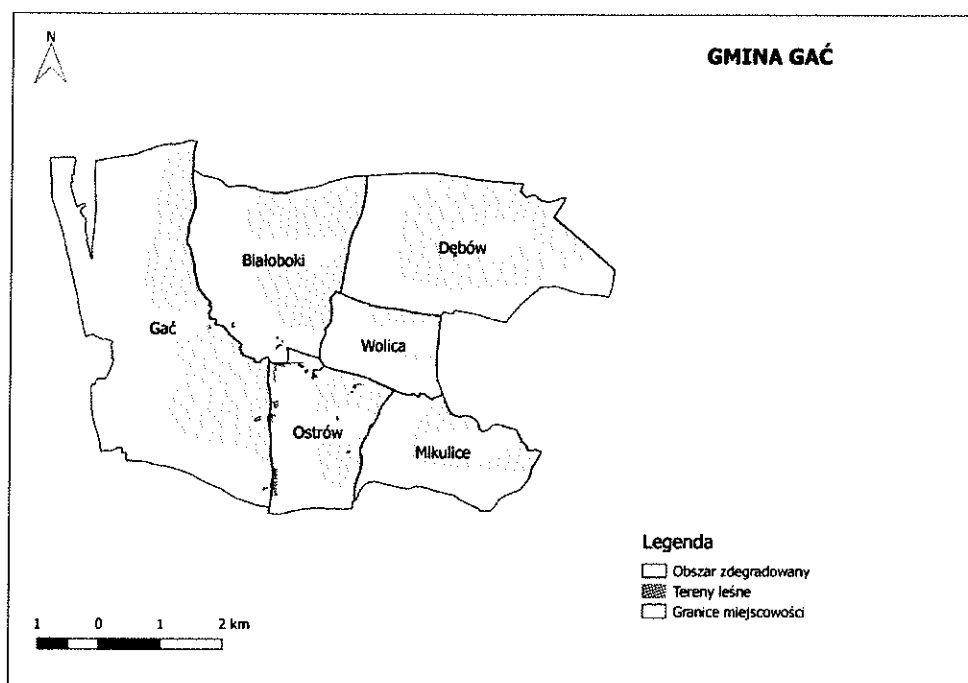 N
GMINA GAĆ
Dębów
Białoboki
Gać
Wolica
Ostrów
Mikulice
Legenda
Obszar zdegradowany
Tereny leśne
Granice miejscowości
1 0 1 2 km